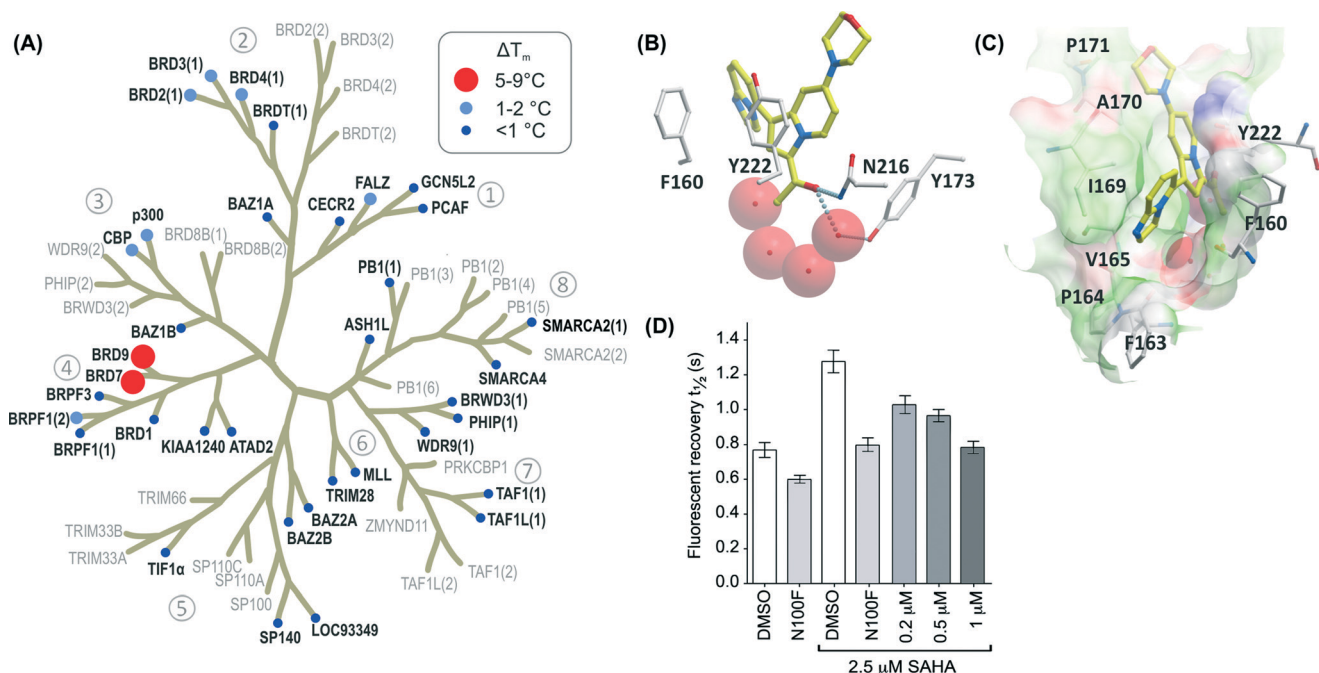 (A)
②
BRD2(2)
BRD3(2)
BRD3(1)
BRD4(1)
BRD2(1)
BRDT(1)
BRD4(2)
BRDT(2)
ΔTm
5-9°C
1-2 °C
<1 °C
FALZ
GCN5L2
CECR2
PCAF
①
BAZ1A
③
p300
CBP
WDR9(2)
BRD8B(1)
BRD8B(2)
PHIP(2)
BRWD3(2)
BAZ1B
PB1(1)
PB1(3)
PB1(2)
PB1(4)
PB1(5)
⑧
ASH1L
SMARCA2(1)
SMARCA2(2)
SMARCA4
PB1(6)
④
BRD9
BRD7
BRPF3
BRPF1(2)
BRPF1(1)
BRD1
KIAA1240
ATAD2
BRWD3(1)
PHIP(1)
WDR9(1)
⑥
MLL
TRIM28
PRKCBP1
⑦
TAF1(1)
TAF1L(1)
ZMYND11
TAF1L(2)
TAF1(2)
BAZ2A
BAZ2B
TRIM66
TRIM33B
TRIM33A
TIF1α
SP110C
SP110A
SP100
⑤
SP140
LOC93349
(B)
F160
Y222
N216
Y173
(C)
P171
A170
Y222
I169
F160
V165
P164
F163
(D)
Fluorescent recovery t½ (s)
1.4
1.2
1.0
0.8
0.6
0.4
0.2
0.0
DMSO
N100F
DMSO
N100F
0.2 μM
0.5 μM
1 μM
2.5 μM SAHA